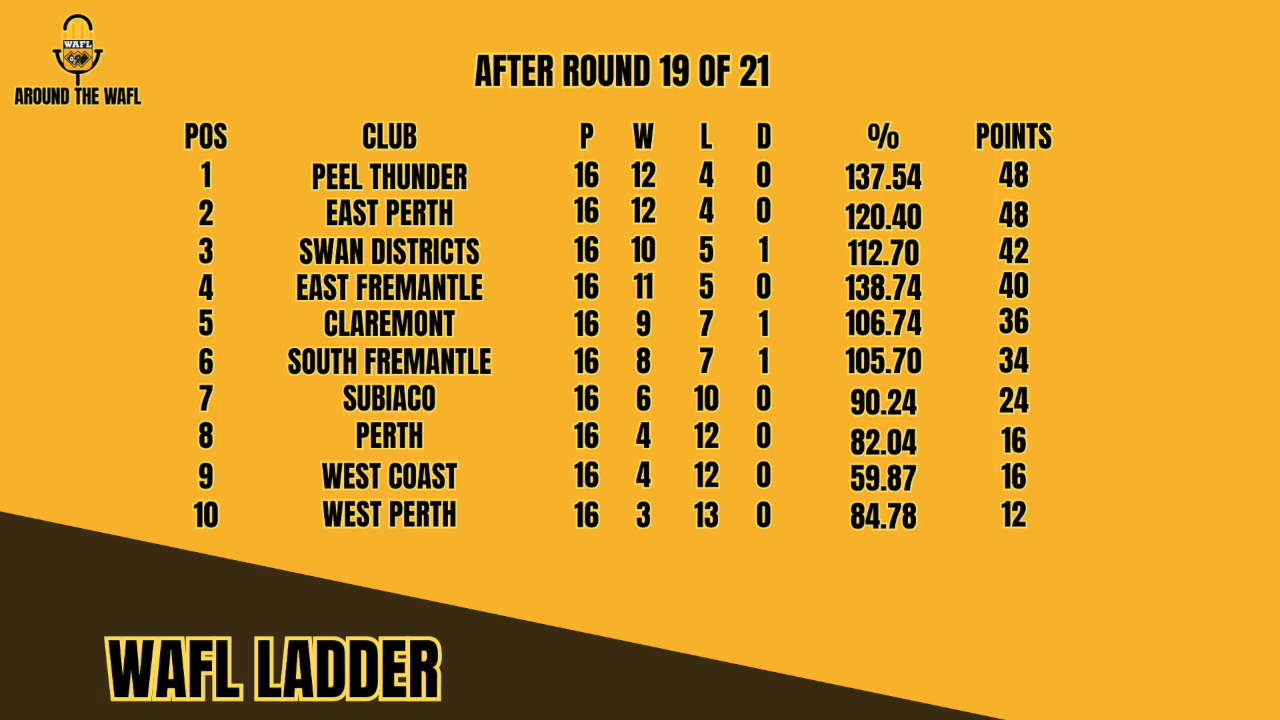 WAFL
AROUND THE WAFL
AFTER ROUND 19 OF 21
POS CLUB P W L D % POINTS
1 PEEL THUNDER 16 12 4 0 137.54 48
2 EAST PERTH 16 12 4 0 120.40 48
3 SWAN DISTRICTS 16 10 5 1 112.70 42
4 EAST FREMANTLE 16 11 5 0 138.74 40
5 CLAREMONT 16 9 7 1 106.74 36
6 SOUTH FREMANTLE 16 8 7 1 105.70 34
7 SUBIACO 16 6 10 0 90.24 24
8 PERTH 16 4 12 0 82.04 16
9 WEST COAST 16 4 12 0 59.87 16
10 WEST PERTH 16 3 13 0 84.78 12
WAFL LADDER